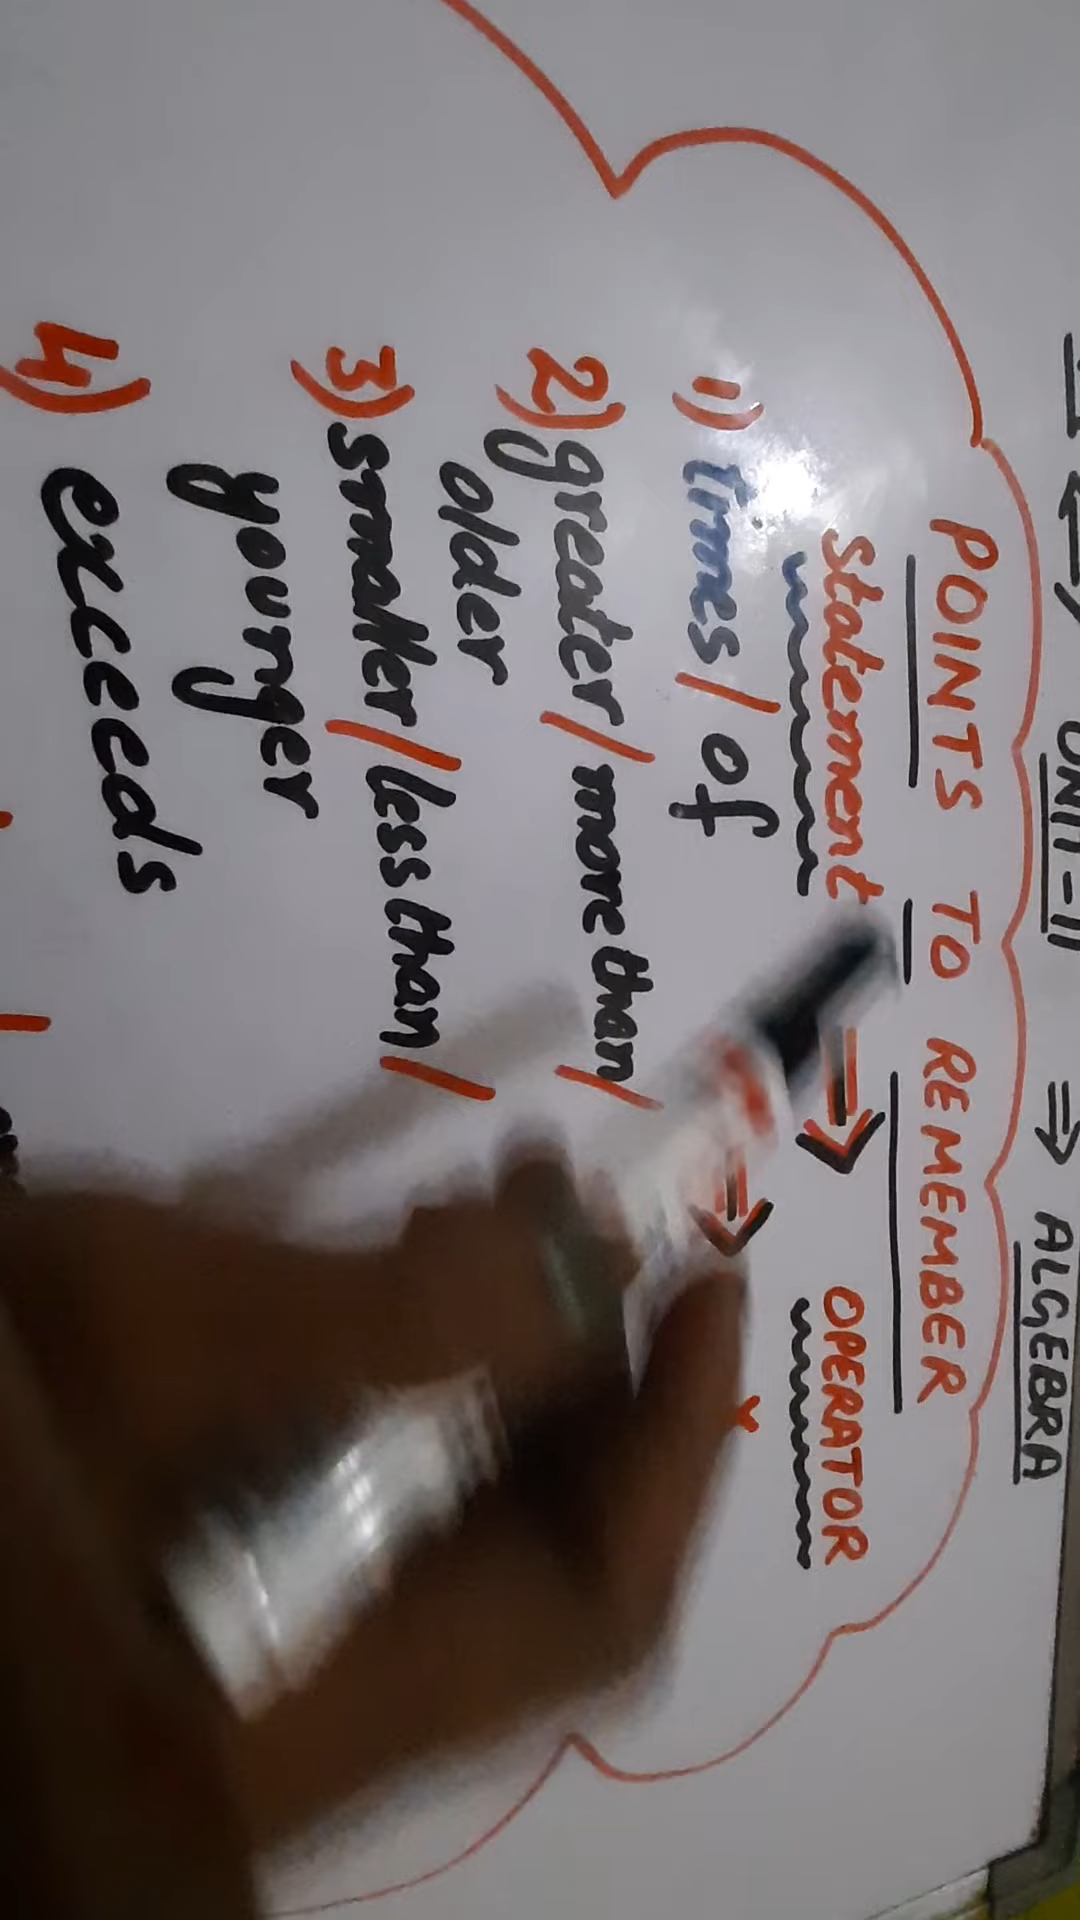 UNIT-11 ⇒ ALGEBRA
POINTS TO REMEMBER
Statement ⇒ OPERATOR
1) times / of ⇒
2) greater / more than /
older
3) smaller / less than /
younger
4) exceeds